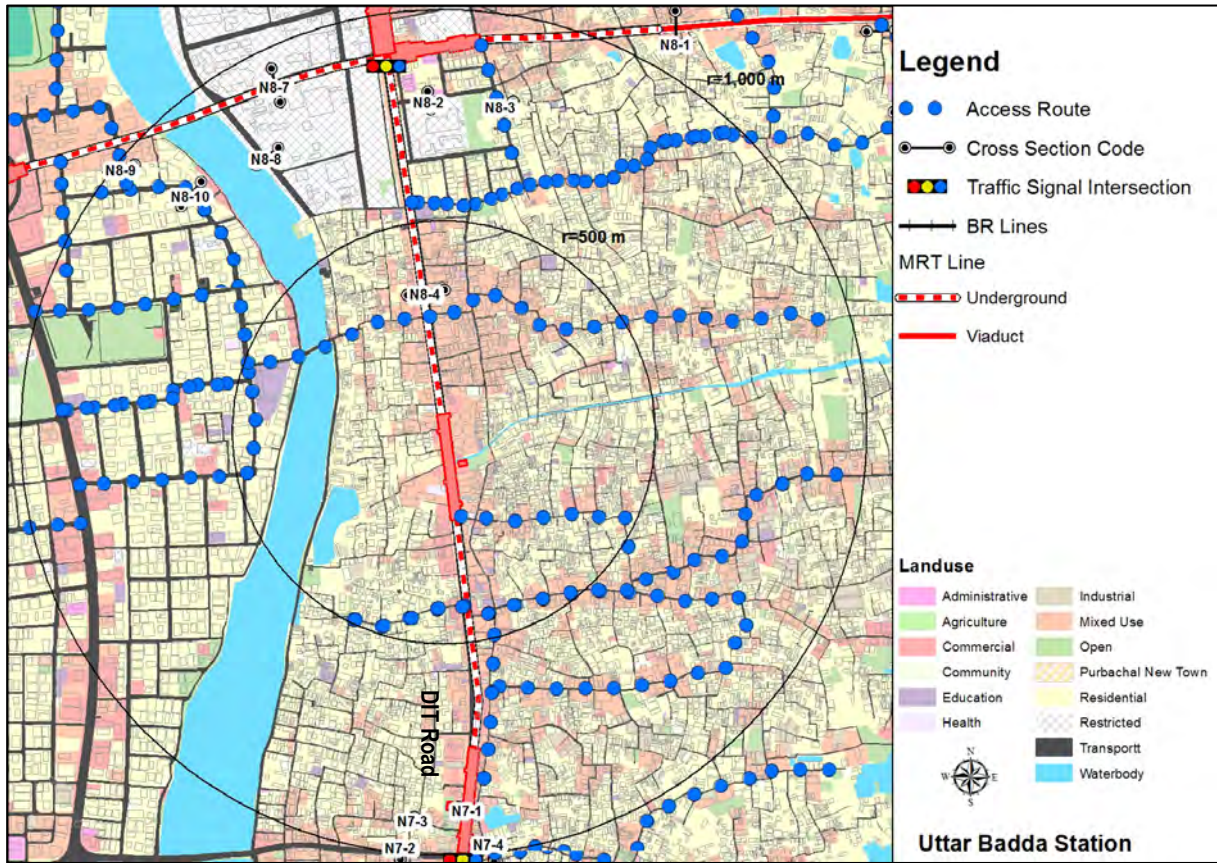 N8-1
N8-7
r=1,000 m
N8-2
N8-3
N8-8
N8-9
N8-10
r=500 m
N8-4
DIT Road
N7-1
N7-3
N7-2
N7-4
Legend
Access Route
Cross Section Code
Traffic Signal Intersection
BR Lines
MRT Line
Underground
Viaduct
Landuse
Administrative
Agriculture
Commercial
Community
Education
Health
Industrial
Mixed Use
Open
Purbachal New Town
Residential
Restricted
Transportt
Waterbody
N
W
E
S
Uttar Badda Station